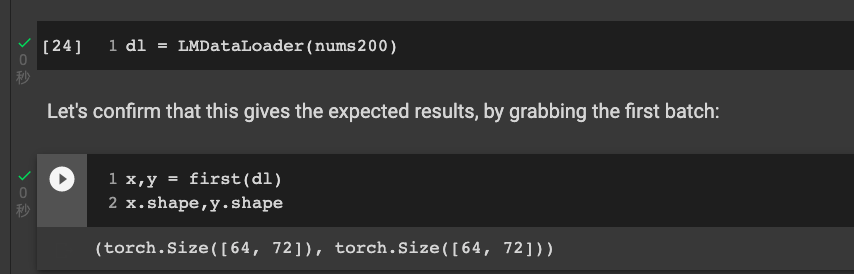 [24] 1 dl = LMDataLoader(nums200)
0
秒
Let's confirm that this gives the expected results, by grabbing the first batch:
1 x,y = first(dl)
0
2 x.shape,y.shape
秒
(torch.Size([64, 72]), torch.Size([64, 72]))